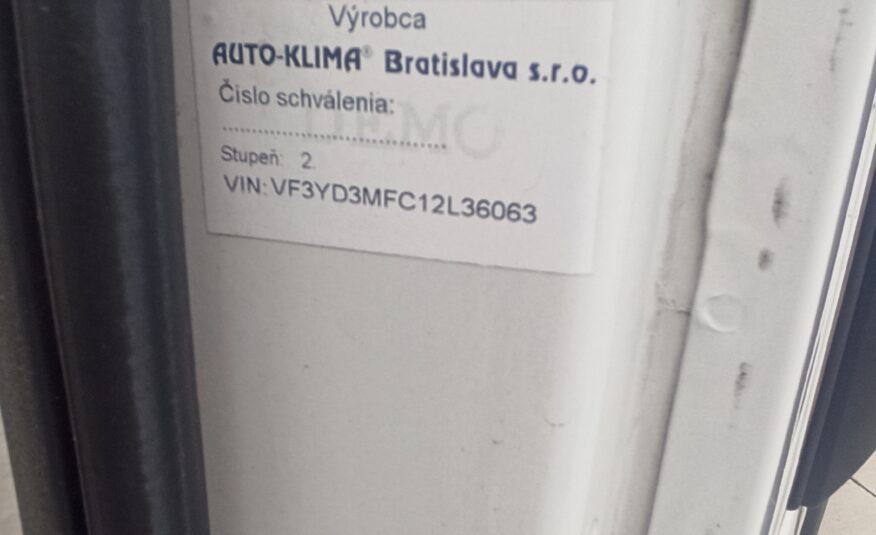 Výrobca
AUTO-KLIMA® Bratislava s.r.o.
Číslo schválenia:
DEMO
..........................................
Stupeň: 2.
VIN: VF3YD3MFC12L36063